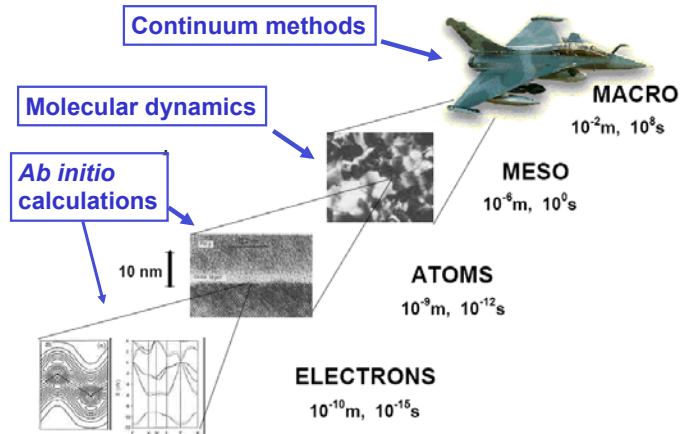 Continuum methods
MACRO
10⁻²m, 10⁸s
Molecular dynamics
MESO
10⁻⁶m, 10⁰s
Ab initio
calculations
10 nm
ATOMS
10⁻⁹m, 10⁻¹²s
ELECTRONS
10⁻¹⁰m, 10⁻¹⁵s